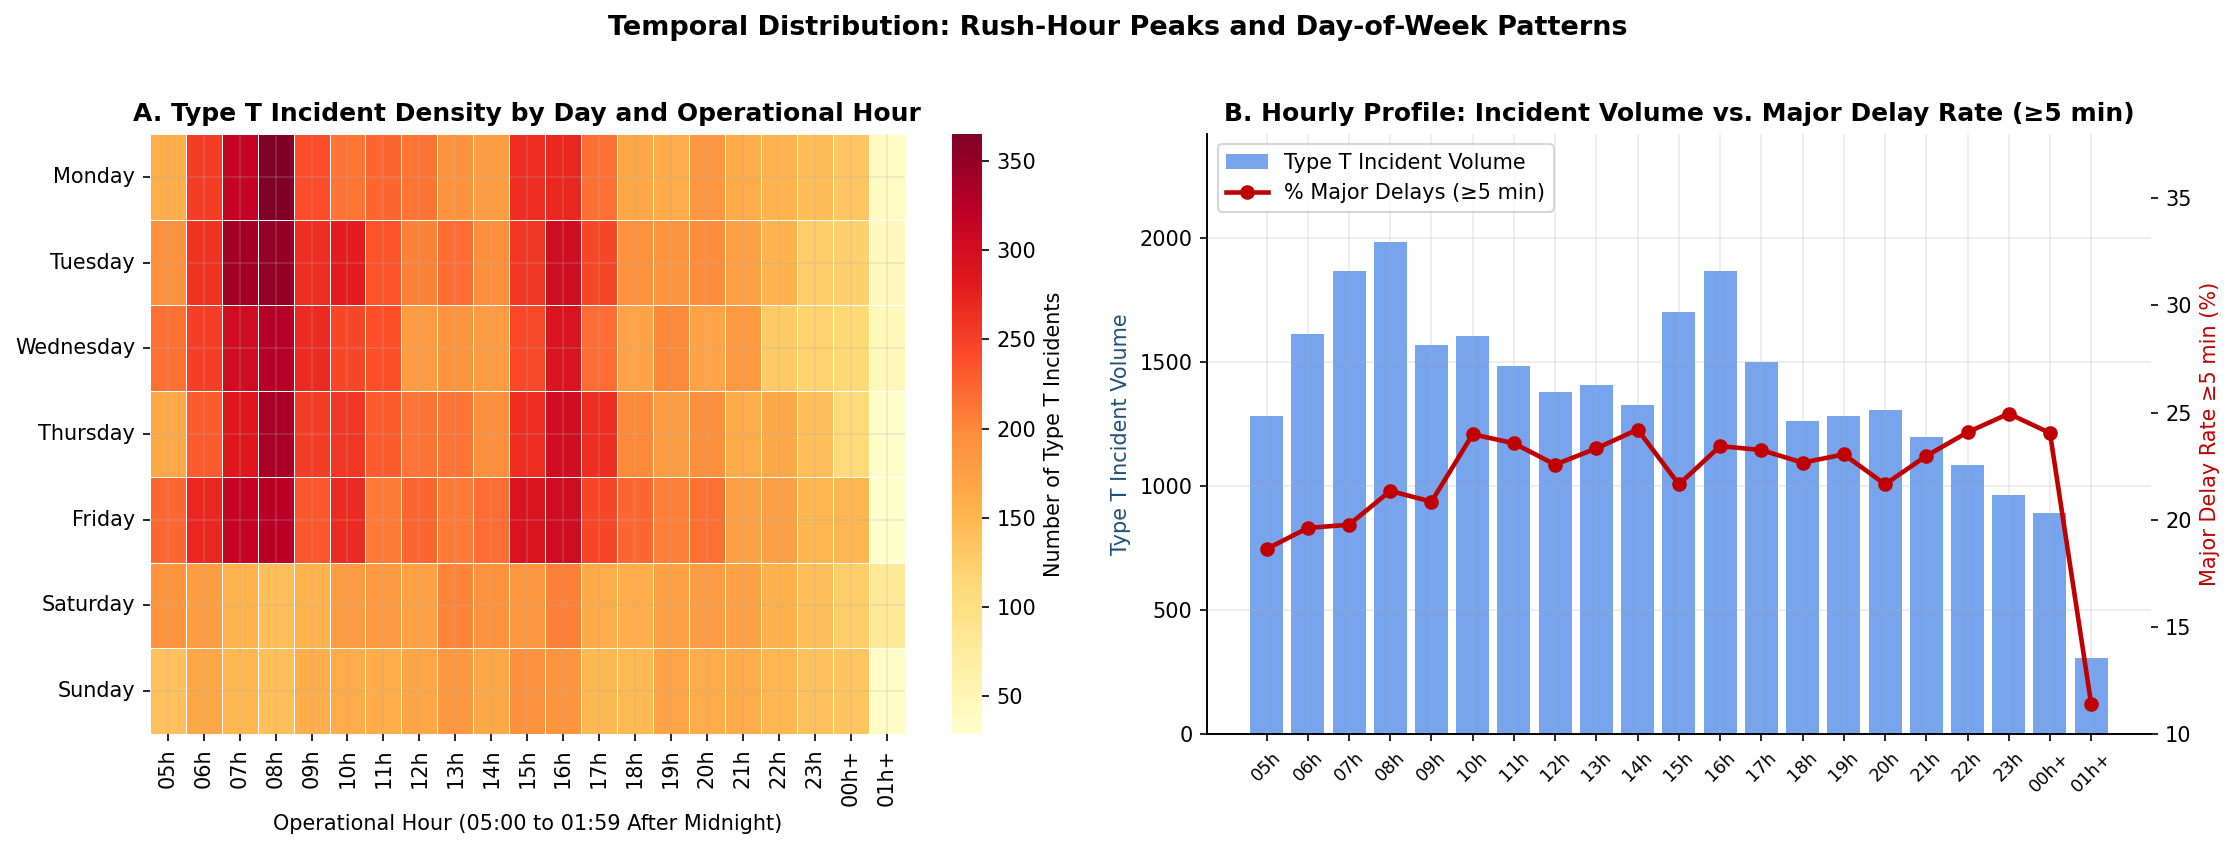 Temporal Distribution: Rush-Hour Peaks and Day-of-Week Patterns
A. Type T Incident Density by Day and Operational Hour
Monday
Tuesday
Wednesday
Thursday
Friday
Saturday
Sunday
05h 06h 07h 08h 09h 10h 11h 12h 13h 14h 15h 16h 17h 18h 19h 20h 21h 22h 23h 00h+ 01h+
Operational Hour (05:00 to 01:59 After Midnight)
350
300
250
200
150
100
50
Number of Type T Incidents
B. Hourly Profile: Incident Volume vs. Major Delay Rate (≥5 min)
Type T Incident Volume
% Major Delays (≥5 min)
Type T Incident Volume
2000
1500
1000
500
0
05h 06h 07h 08h 09h 10h 11h 12h 13h 14h 15h 16h 17h 18h 19h 20h 21h 22h 23h 00h+ 01h+
35
30
25
20
15
10
Major Delay Rate ≥5 min (%)